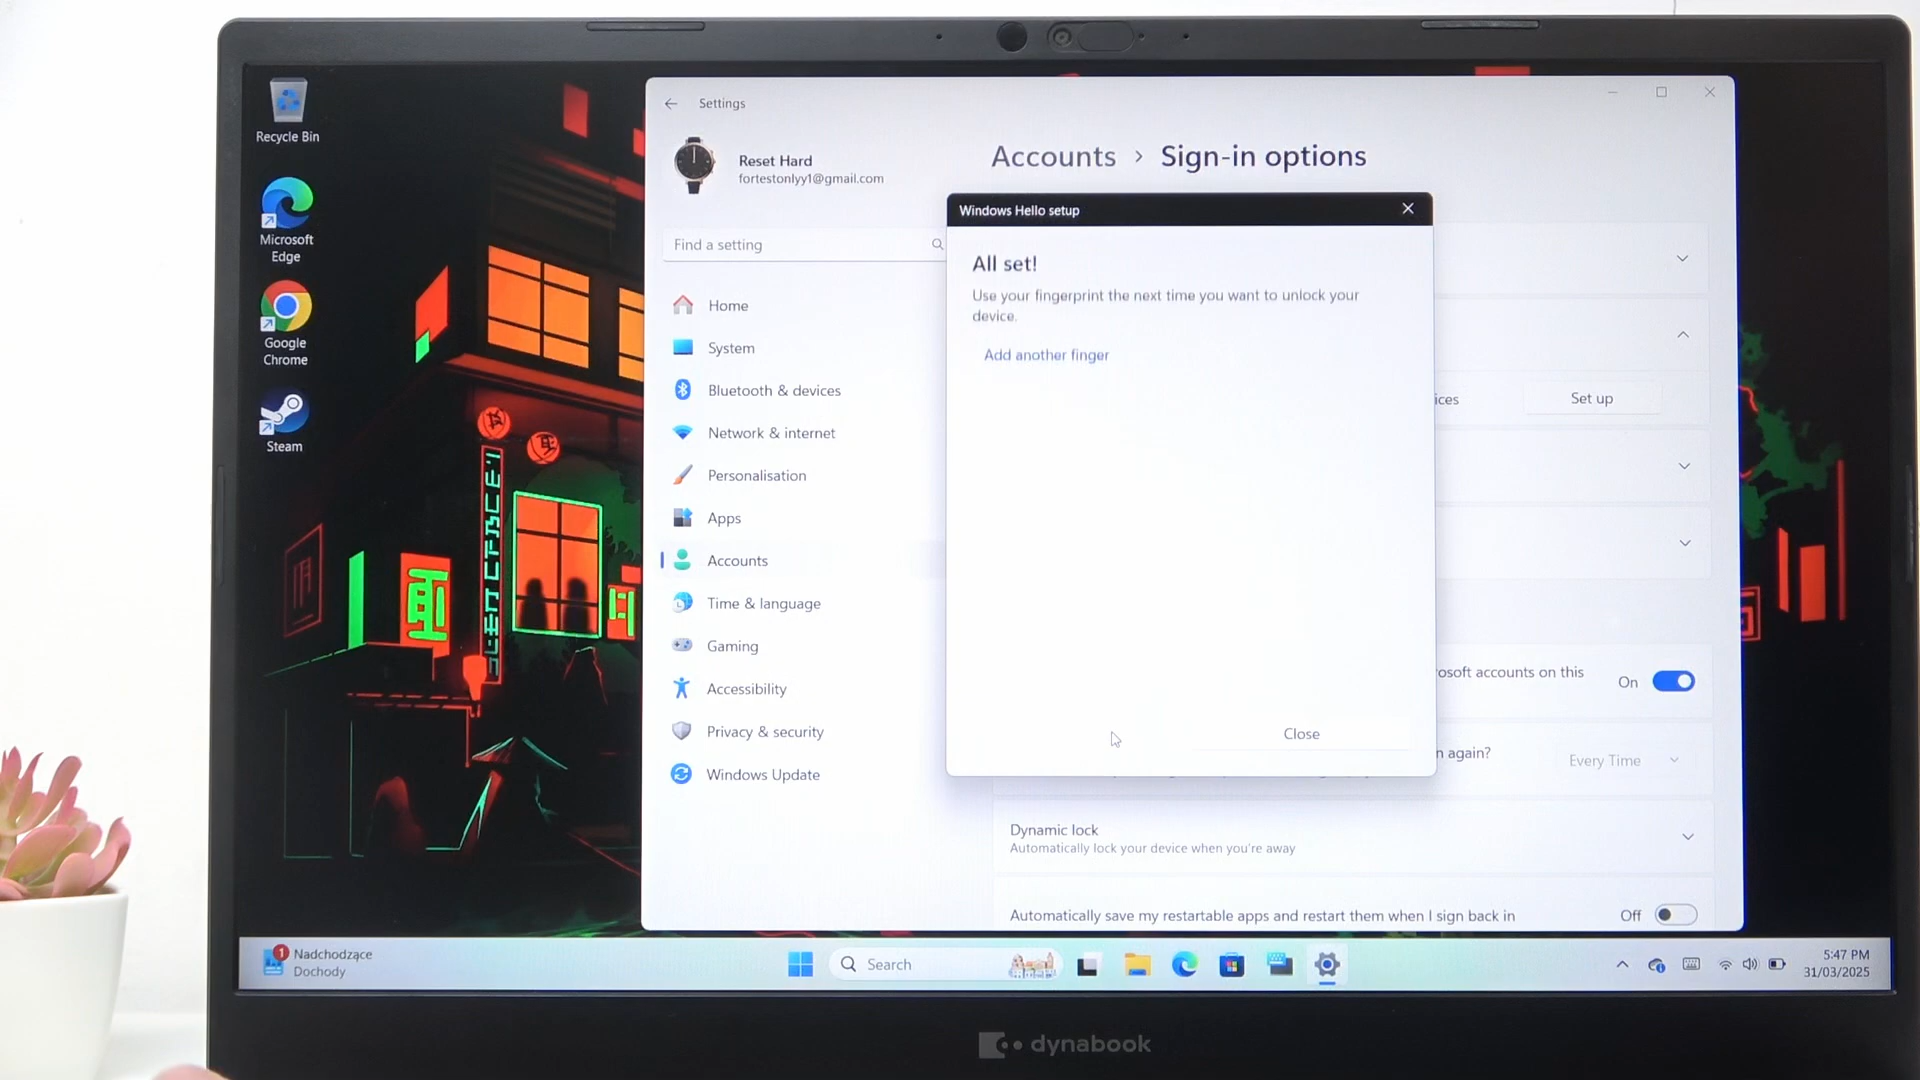 Recycle Bin
Microsoft
Edge
Google
Chrome
Steam
Settings
Reset Hard
fortestonlyy1@gmail.com
Find a setting
Home
System
Bluetooth & devices
Network & internet
Personalisation
Apps
Accounts
Time & language
Gaming
Accessibility
Privacy & security
Windows Update
Accounts › Sign-in options
Windows Hello setup
All set!
Use your fingerprint the next time you want to unlock your
device.
Add another finger
Close
ices
Set up
osoft accounts on this
On
n again?
Every Time
Dynamic lock
Automatically lock your device when you're away
Automatically save my restartable apps and restart them when I sign back in
Off
1
Nadchodzące
Dochody
Search
5:47 PM
31/03/2025
dynabook